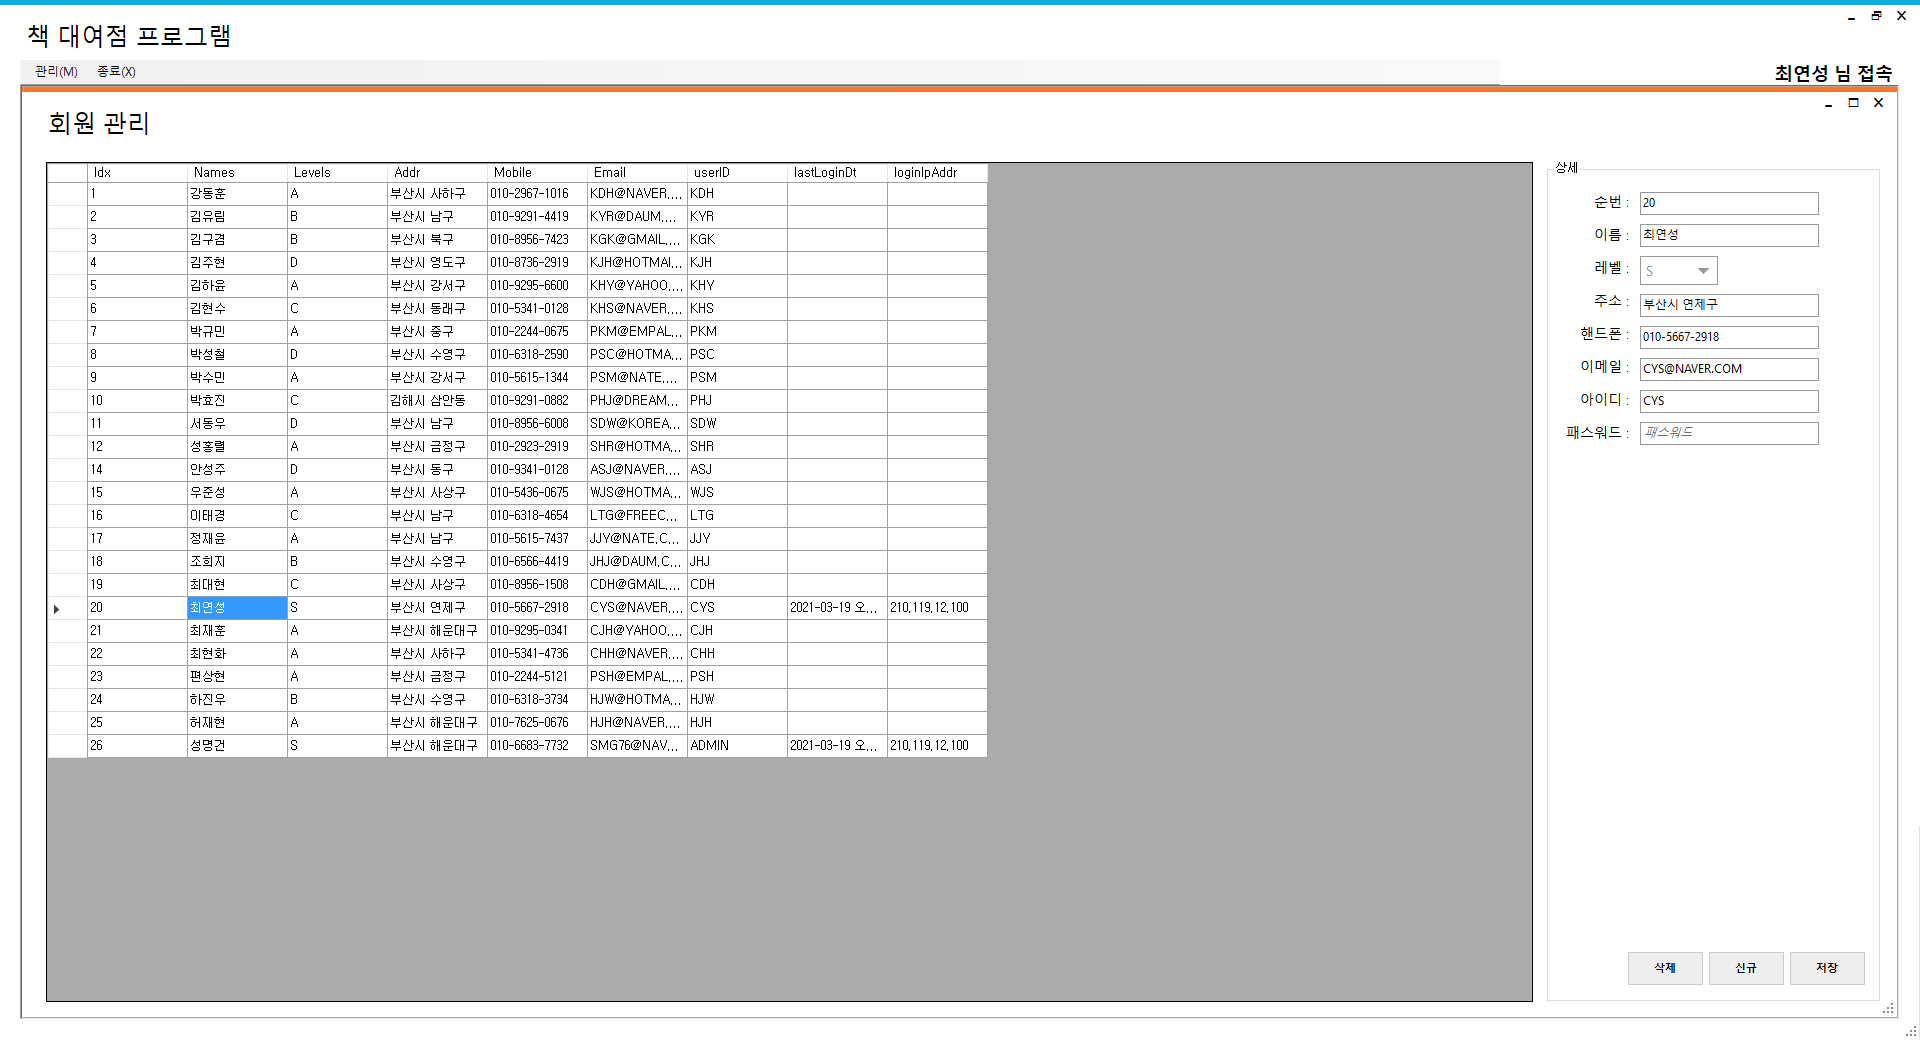 책 대여점 프로그램
관리(M) 종료(X)
최연성 님 접속
회원 관리
Idx Names Levels Addr Mobile Email userID lastLoginDt loginIpAddr
1 강동훈 A 부산시 사하구 010-2967-1016 KDH@NAVER.... KDH
2 김유림 B 부산시 남구 010-9291-4419 KYR@DAUM.... KYR
3 김구겸 B 부산시 북구 010-8956-7423 KGK@GMAIL.... KGK
4 김주현 D 부산시 영도구 010-8736-2919 KJH@HOTMAI... KJH
5 김하윤 A 부산시 강서구 010-9295-6600 KHY@YAHOO.... KHY
6 김현수 C 부산시 동래구 010-5341-0128 KHS@NAVER.... KHS
7 박규민 A 부산시 중구 010-2244-0675 PKM@EMPAL... PKM
8 박성철 D 부산시 수영구 010-6318-2590 PSC@HOTMA... PSC
9 박수민 A 부산시 강서구 010-5615-1344 PSM@NATE.... PSM
10 박효진 C 김해시 삼안동 010-9291-0882 PHJ@DREAM... PHJ
11 서동우 D 부산시 남구 010-8956-6008 SDW@KOREA... SDW
12 성홍렬 A 부산시 금정구 010-2923-2919 SHR@HOTMA... SHR
14 안성주 D 부산시 동구 010-9341-0128 ASJ@NAVER.... ASJ
15 우준성 A 부산시 사상구 010-5436-0675 WJS@HOTMA... WJS
16 이태경 C 부산시 남구 010-6318-4654 LTG@FREEC... LTG
17 정재윤 A 부산시 남구 010-5615-7437 JJY@NATE.C... JJY
18 조희지 B 부산시 수영구 010-6566-4419 JHJ@DAUM.C... JHJ
19 최대현 C 부산시 사상구 010-8956-1508 CDH@GMAIL.... CDH
20 최연성 S 부산시 연제구 010-5667-2918 CYS@NAVER.... CYS 2021-03-19 오... 210.119.12.100
21 최재훈 A 부산시 해운대구 010-9295-0341 CJH@YAHOO.... CJH
22 최현화 A 부산시 사하구 010-5341-4736 CHH@NAVER.... CHH
23 편상현 A 부산시 금정구 010-2244-5121 PSH@EMPAL.... PSH
24 하진우 B 부산시 수영구 010-6318-3734 HJW@HOTMA... HJW
25 허재현 A 부산시 해운대구 010-7625-0676 HJH@NAVER.... HJH
26 성명건 S 부산시 해운대구 010-6683-7732 SMG76@NAV... ADMIN 2021-03-19 오... 210.119.12.100
상세
순번 : 20
이름 : 최연성
레벨 : S
주소 : 부산시 연제구
핸드폰 : 010-5667-2918
이메일 : CYS@NAVER.COM
아이디 : CYS
패스워드 : 패스워드
삭제 신규 저장